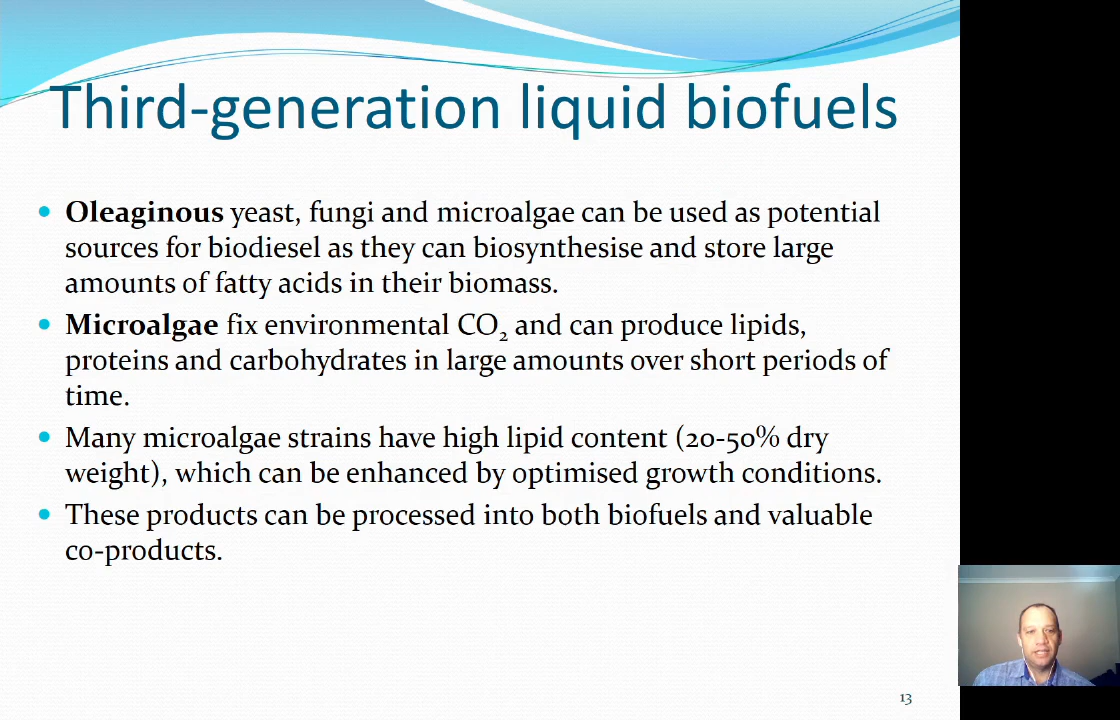 Third-generation liquid biofuels
Oleaginous yeast, fungi and microalgae can be used as potential
sources for biodiesel as they can biosynthesise and store large
amounts of fatty acids in their biomass.
Microalgae fix environmental CO₂ and can produce lipids,
proteins and carbohydrates in large amounts over short periods of
time.
Many microalgae strains have high lipid content (20-50% dry
weight), which can be enhanced by optimised growth conditions.
These products can be processed into both biofuels and valuable
co-products.
13